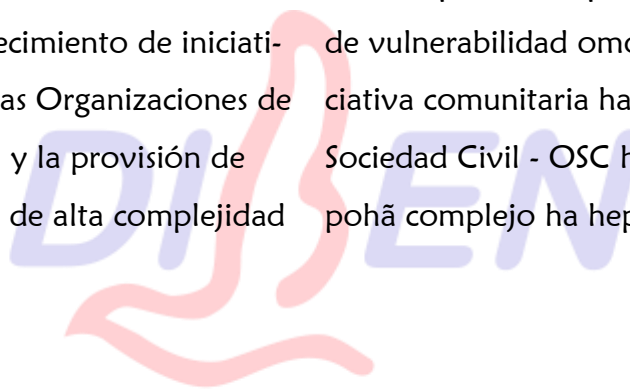 ecimiento de iniciati-
as Organizaciones de
y la provisión de
de alta complejidad
de vulnerabilidad omo
ciativa comunitaria ha
Sociedad Civil - OSC h
pohã complejo ha hep
DIBEN